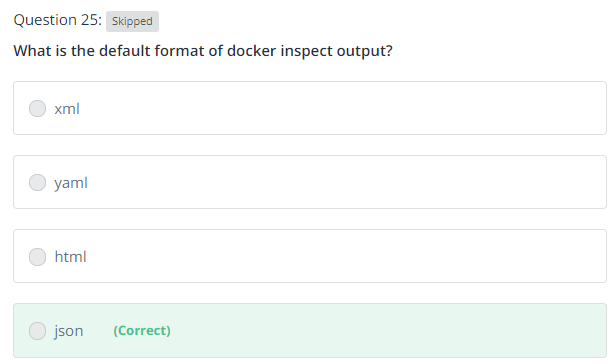 Question 25: Skipped
What is the default format of docker inspect output?
xml
yaml
html
json (Correct)